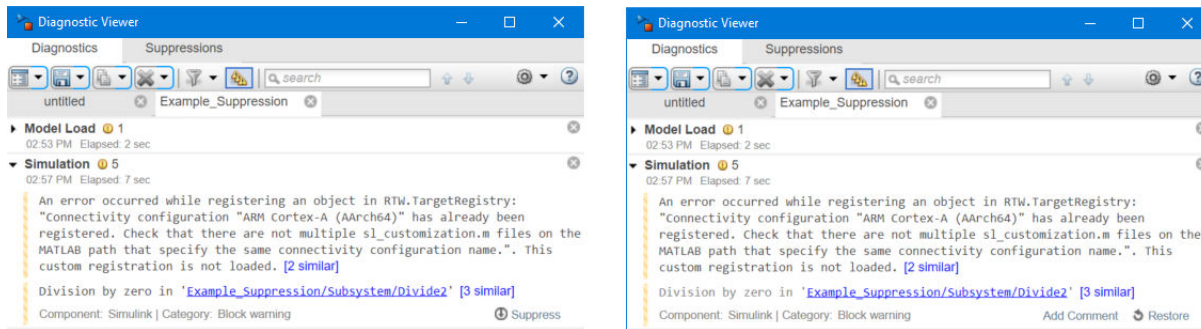 Diagnostic Viewer
Diagnostics Suppressions
search
untitled Example_Suppression
Model Load 1
02:53 PM Elapsed: 2 sec
Simulation 5
02:57 PM Elapsed: 7 sec
An error occurred while registering an object in RTW.TargetRegistry:
"Connectivity configuration "ARM Cortex-A (AArch64)" has already been
registered. Check that there are not multiple sl_customization.m files on the
MATLAB path that specify the same connectivity configuration name.". This
custom registration is not loaded. [2 similar]
Division by zero in 'Example_Suppression/Subsystem/Divide2' [3 similar]
Component: Simulink | Category: Block warning Suppress
Diagnostic Viewer
Diagnostics Suppressions
search
untitled Example_Suppression
Model Load 1
02:53 PM Elapsed: 2 sec
Simulation 5
02:57 PM Elapsed: 7 sec
An error occurred while registering an object in RTW.TargetRegistry:
"Connectivity configuration "ARM Cortex-A (AArch64)" has already been
registered. Check that there are not multiple sl_customization.m files on the
MATLAB path that specify the same connectivity configuration name.". This
custom registration is not loaded. [2 similar]
Division by zero in 'Example_Suppression/Subsystem/Divide2' [3 similar]
Component: Simulink | Category: Block warning Add Comment Restore